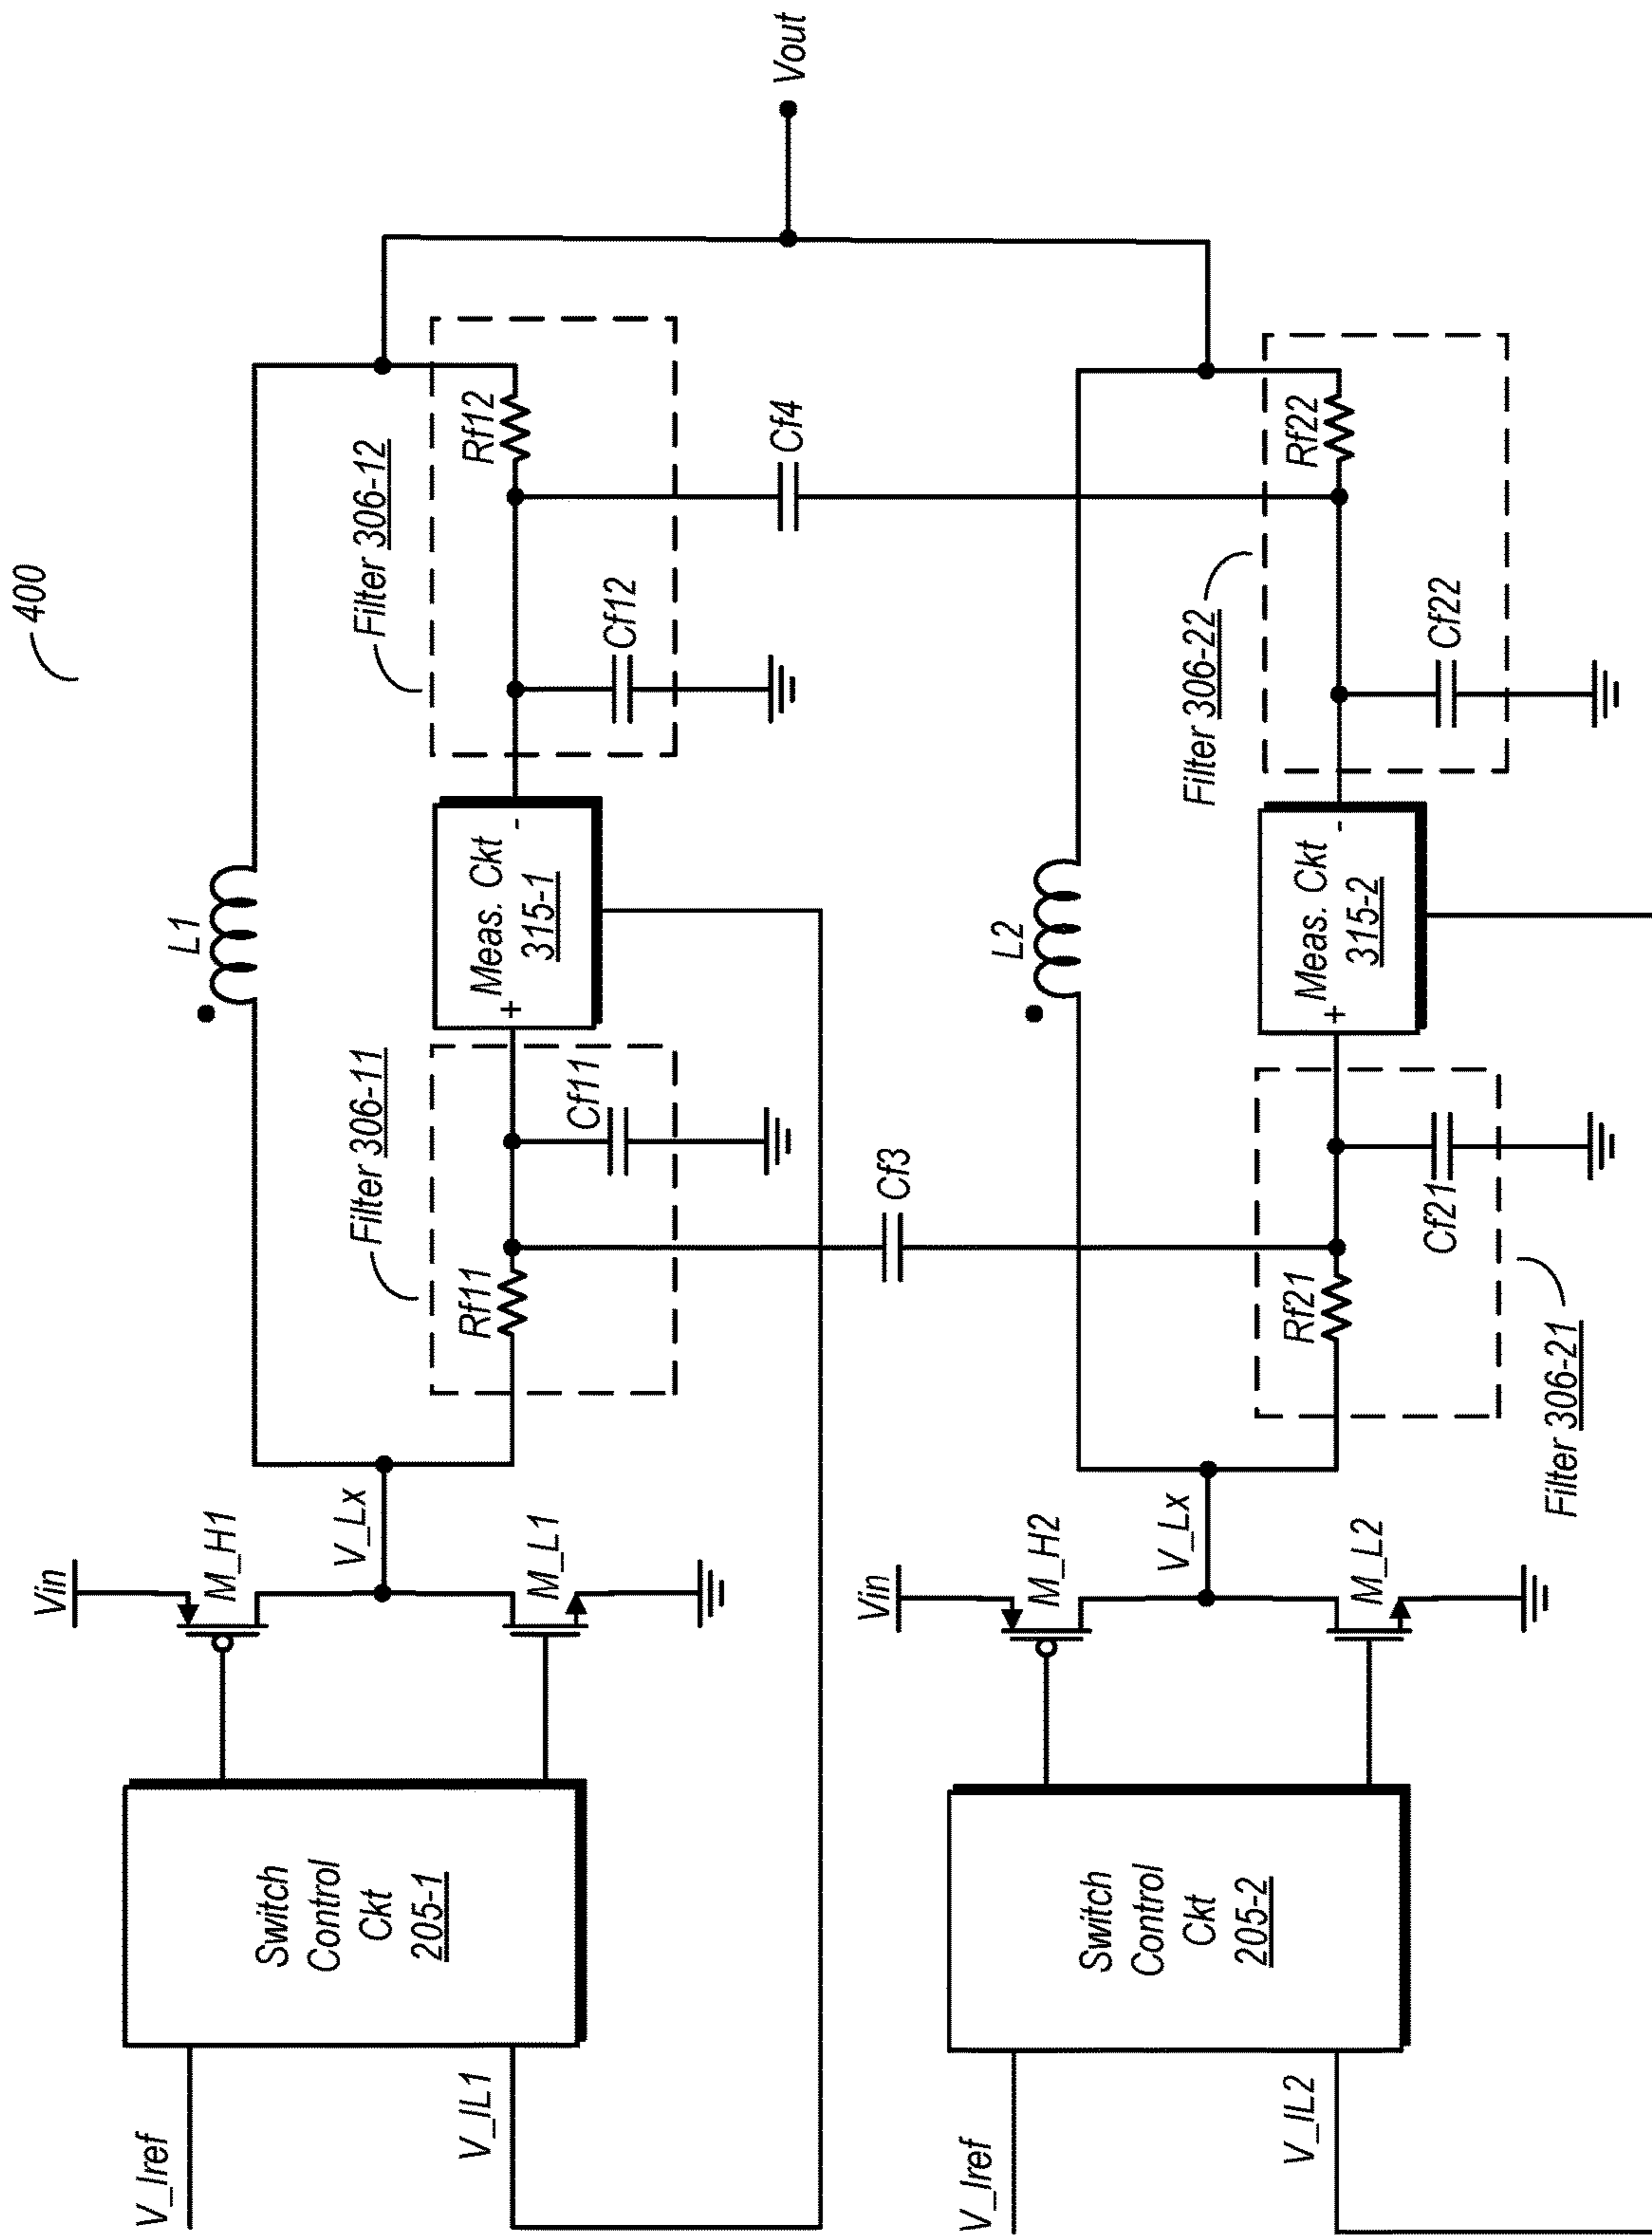 400
Vin
L1
Filter 306-12
Rf12
Cf12
Filter 306-11
Rf11
Cf11
Meas. Ckt
315-1
+
-
M_H1
V_Lx
M_L1
Switch
Control
Ckt
205-1
V_Iref
V_IL1
Cf3
Cf4
Vout
Vin
L2
Filter 306-22
Rf22
Cf22
Filter 306-21
Rf21
Cf21
Meas. Ckt
315-2
+
-
M_H2
V_Lx
M_L2
Switch
Control
Ckt
205-2
V_Iref
V_IL2